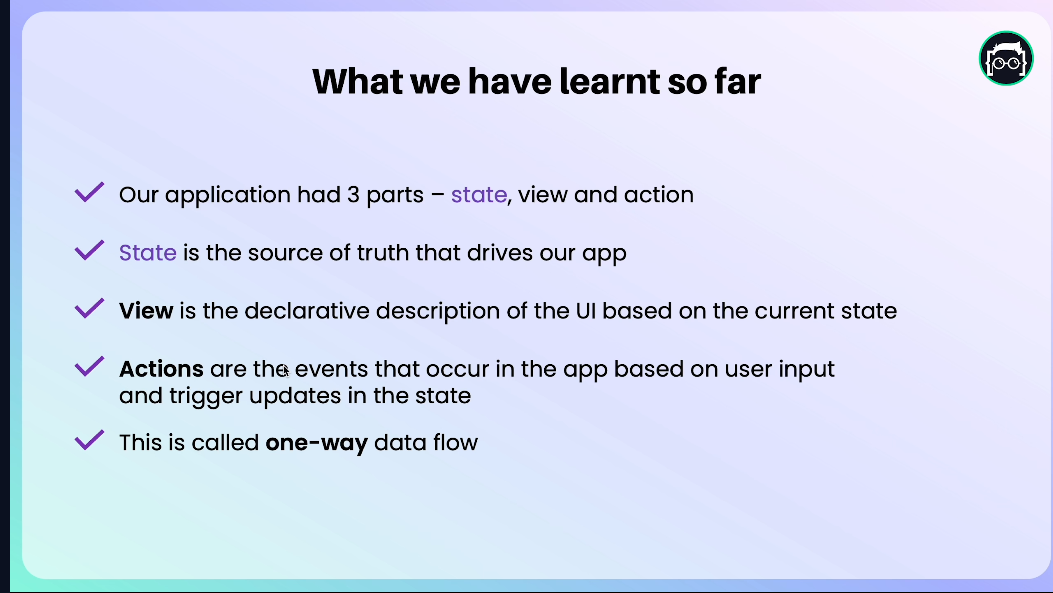 What we have learnt so far
Our application had 3 parts – state, view and action
State is the source of truth that drives our app
View is the declarative description of the UI based on the current state
Actions are the events that occur in the app based on user input
and trigger updates in the state
This is called one-way data flow